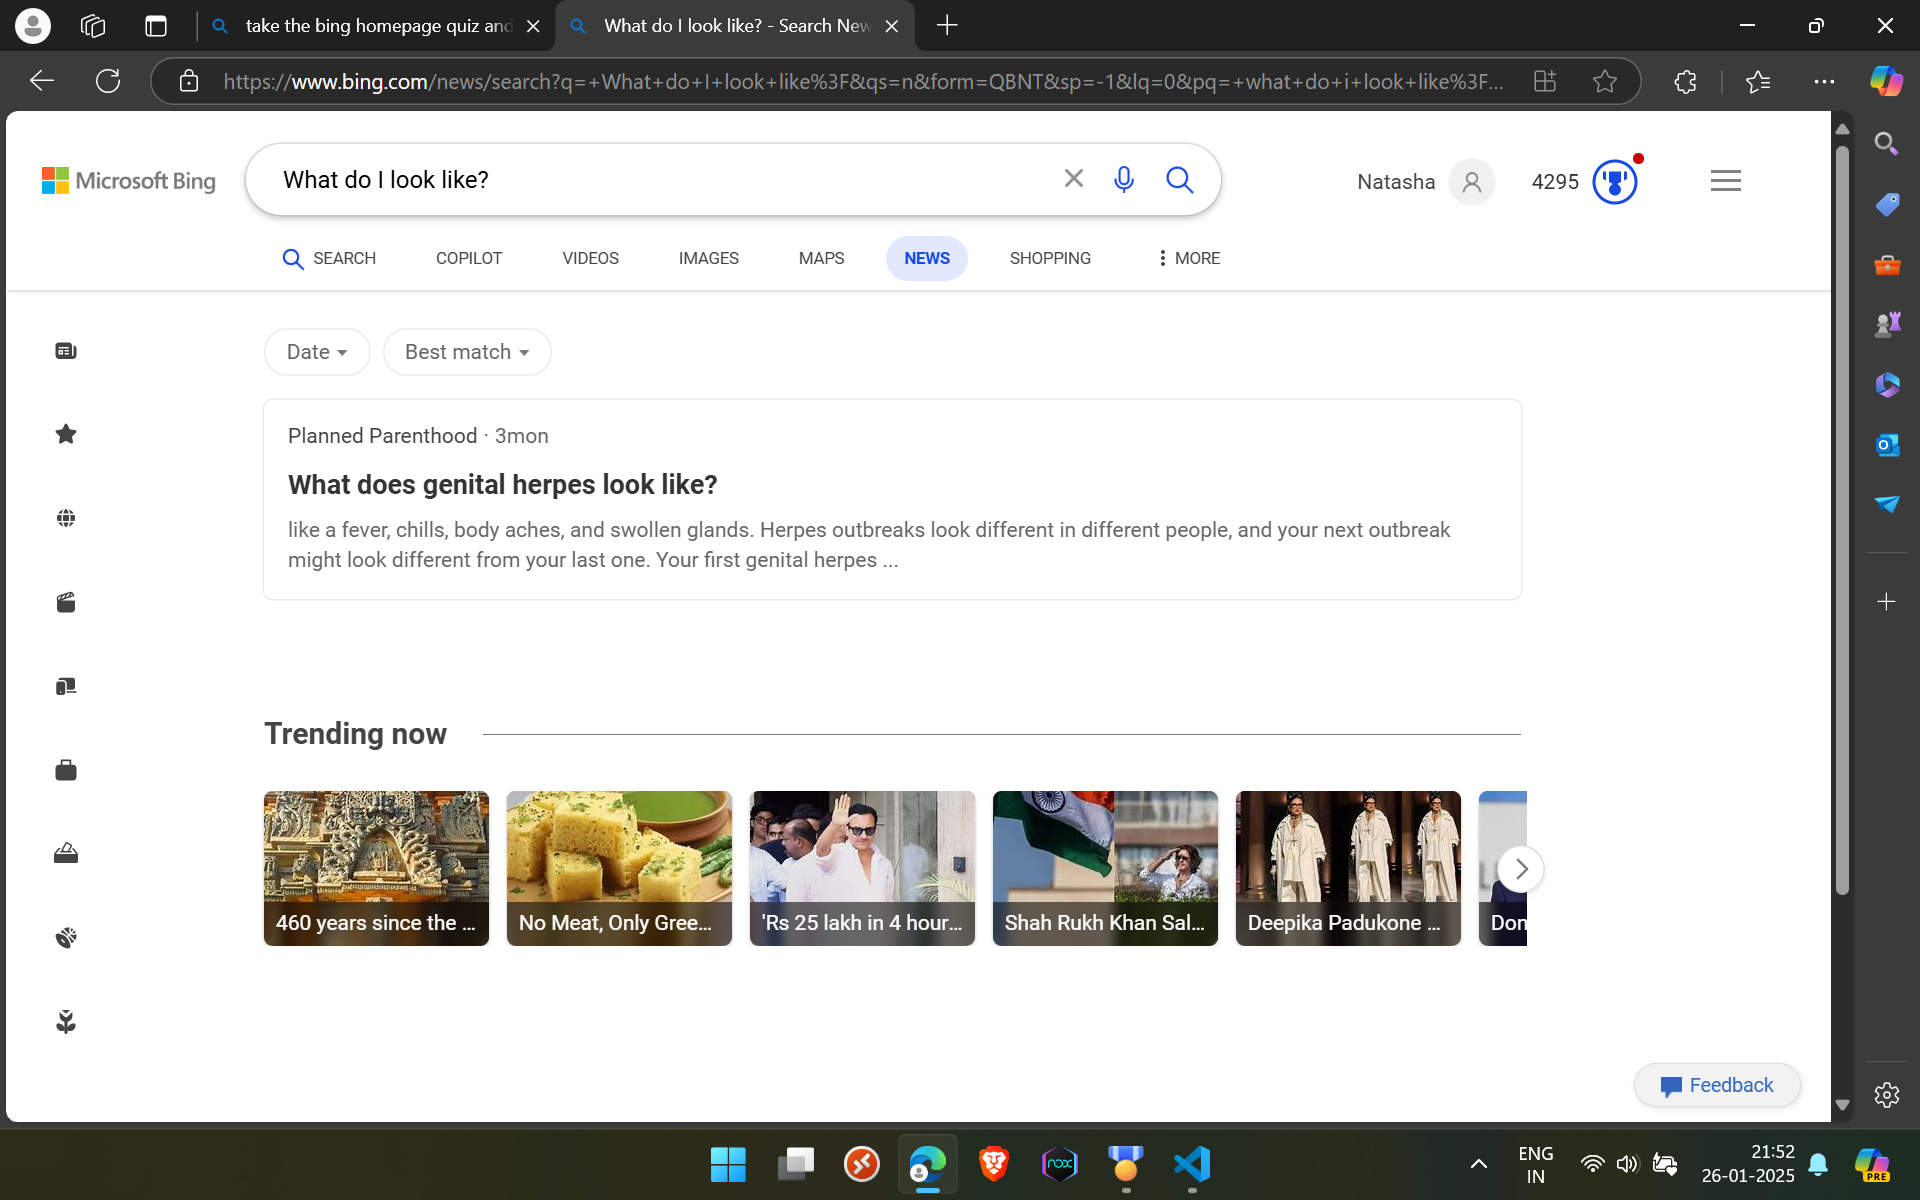 take the bing homepage quiz and
What do I look like? - Search New
https://www.bing.com/news/search?q=+What+do+I+look+like%3F&qs=n&form=QBNT&sp=-1&lq=0&pq=+what+do+i+look+like%3F...
Microsoft Bing
What do I look like?
Natasha
4295
SEARCH
COPILOT
VIDEOS
IMAGES
MAPS
NEWS
SHOPPING
MORE
Date
Best match
Planned Parenthood · 3mon
What does genital herpes look like?
like a fever, chills, body aches, and swollen glands. Herpes outbreaks look different in different people, and your next outbreak
might look different from your last one. Your first genital herpes ...
Trending now
460 years since the ...
No Meat, Only Gree...
'Rs 25 lakh in 4 hour...
Shah Rukh Khan Sal...
Deepika Padukone ...
Don
Feedback
nox
ENG
IN
21:52
26-01-2025
PRE